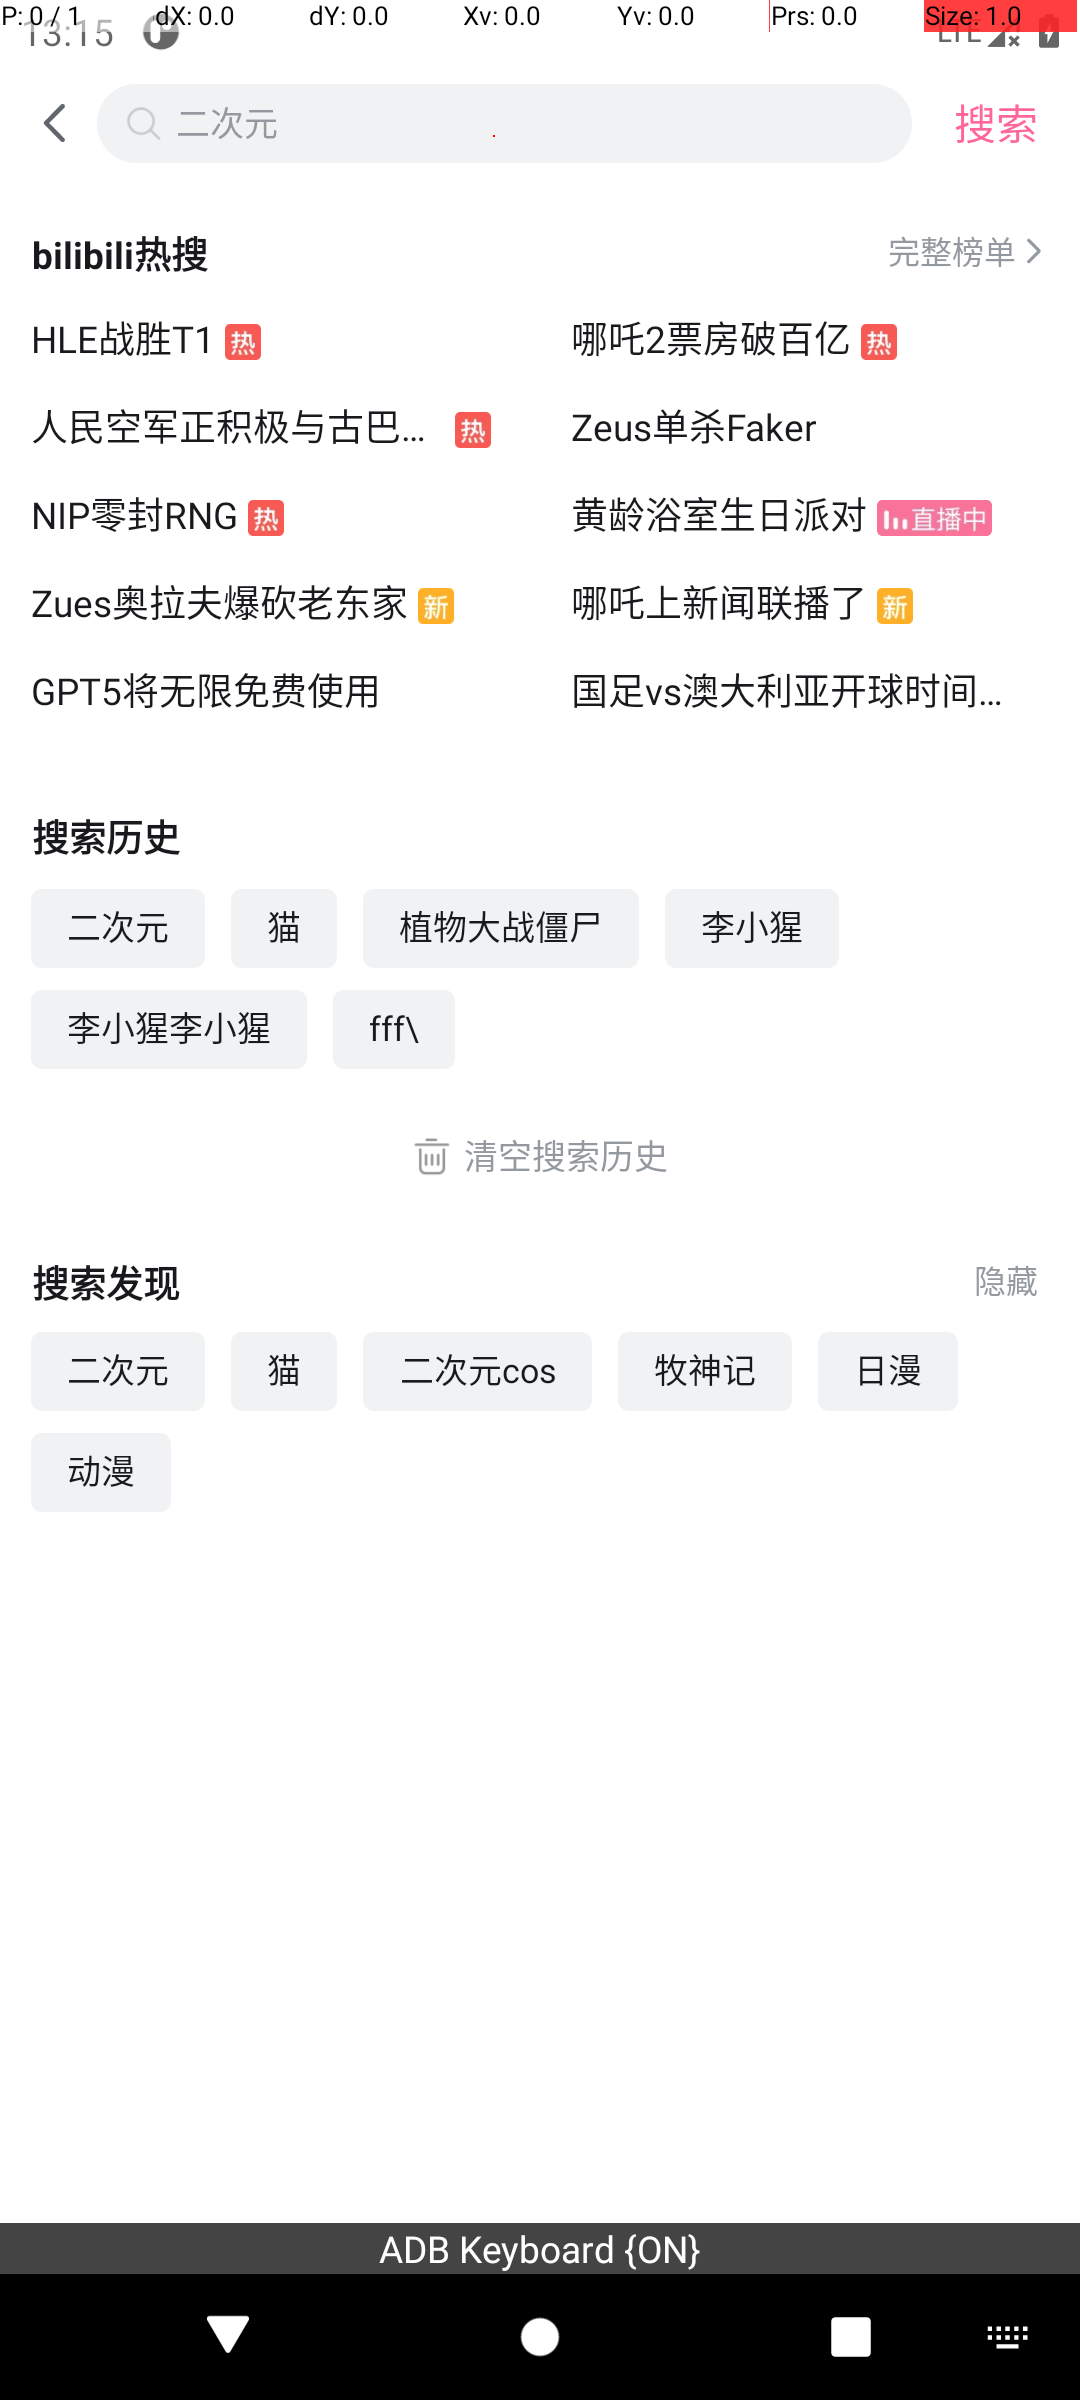 P: 0 / 1 dX: 0.0 dY: 0.0 Xv: 0.0 Yv: 0.0 Prs: 0.0 Size: 1.0
13:15 LTE
二次元 搜索
bilibili热搜 完整榜单
HLE战胜T1 热 哪吒2票房破百亿 热
人民空军正积极与古巴... 热 Zeus单杀Faker
NIP零封RNG 热 黄龄浴室生日派对 直播中
Zues奥拉夫爆砍老东家 新 哪吒上新闻联播了 新
GPT5将无限免费使用 国足vs澳大利亚开球时间...
搜索历史
二次元 猫 植物大战僵尸 李小猩
李小猩李小猩 fff\
清空搜索历史
搜索发现 隐藏
二次元 猫 二次元cos 牧神记 日漫
动漫
ADB Keyboard {ON}